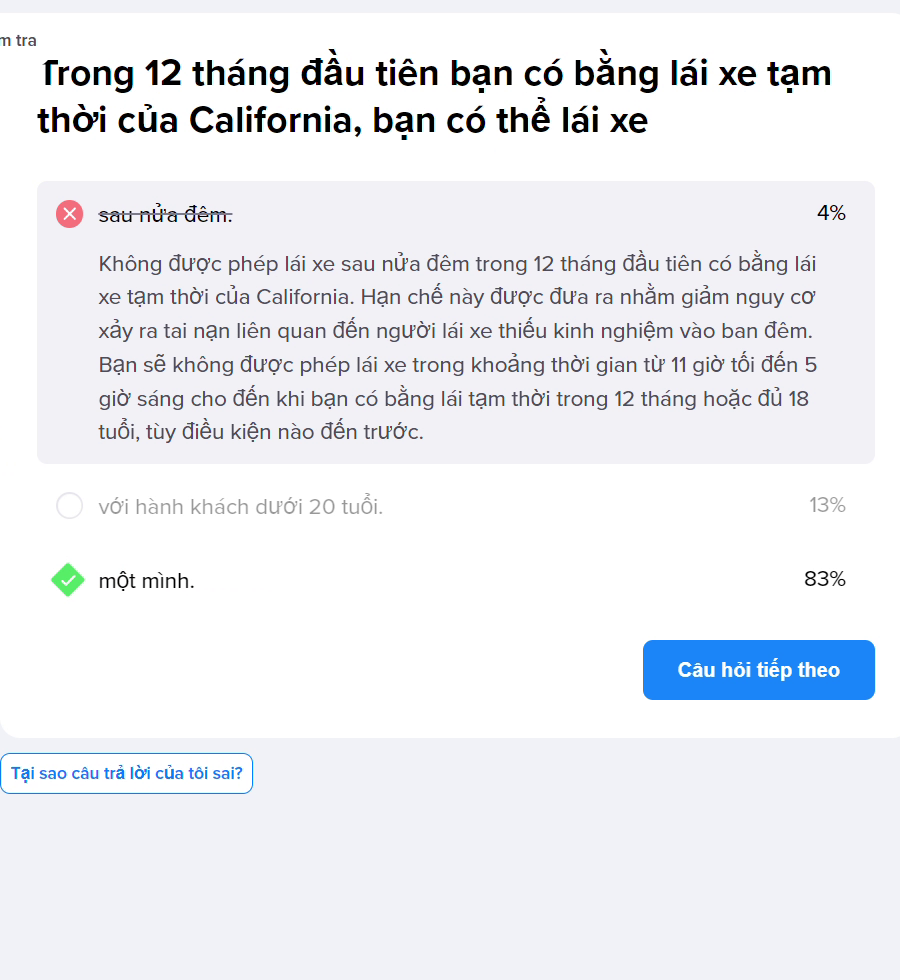 m tra
Trong 12 tháng đầu tiên bạn có bằng lái xe tạm
thời của California, bạn có thể lái xe
sau nửa đêm.
4%
Không được phép lái xe sau nửa đêm trong 12 tháng đầu tiên có bằng lái
xe tạm thời của California. Hạn chế này được đưa ra nhằm giảm nguy cơ
xảy ra tai nạn liên quan đến người lái xe thiếu kinh nghiệm vào ban đêm.
Bạn sẽ không được phép lái xe trong khoảng thời gian từ 11 giờ tối đến 5
giờ sáng cho đến khi bạn có bằng lái tạm thời trong 12 tháng hoặc đủ 18
tuổi, tùy điều kiện nào đến trước.
với hành khách dưới 20 tuổi.
13%
một mình.
83%
Câu hỏi tiếp theo
Tại sao câu trả lời của tôi sai?